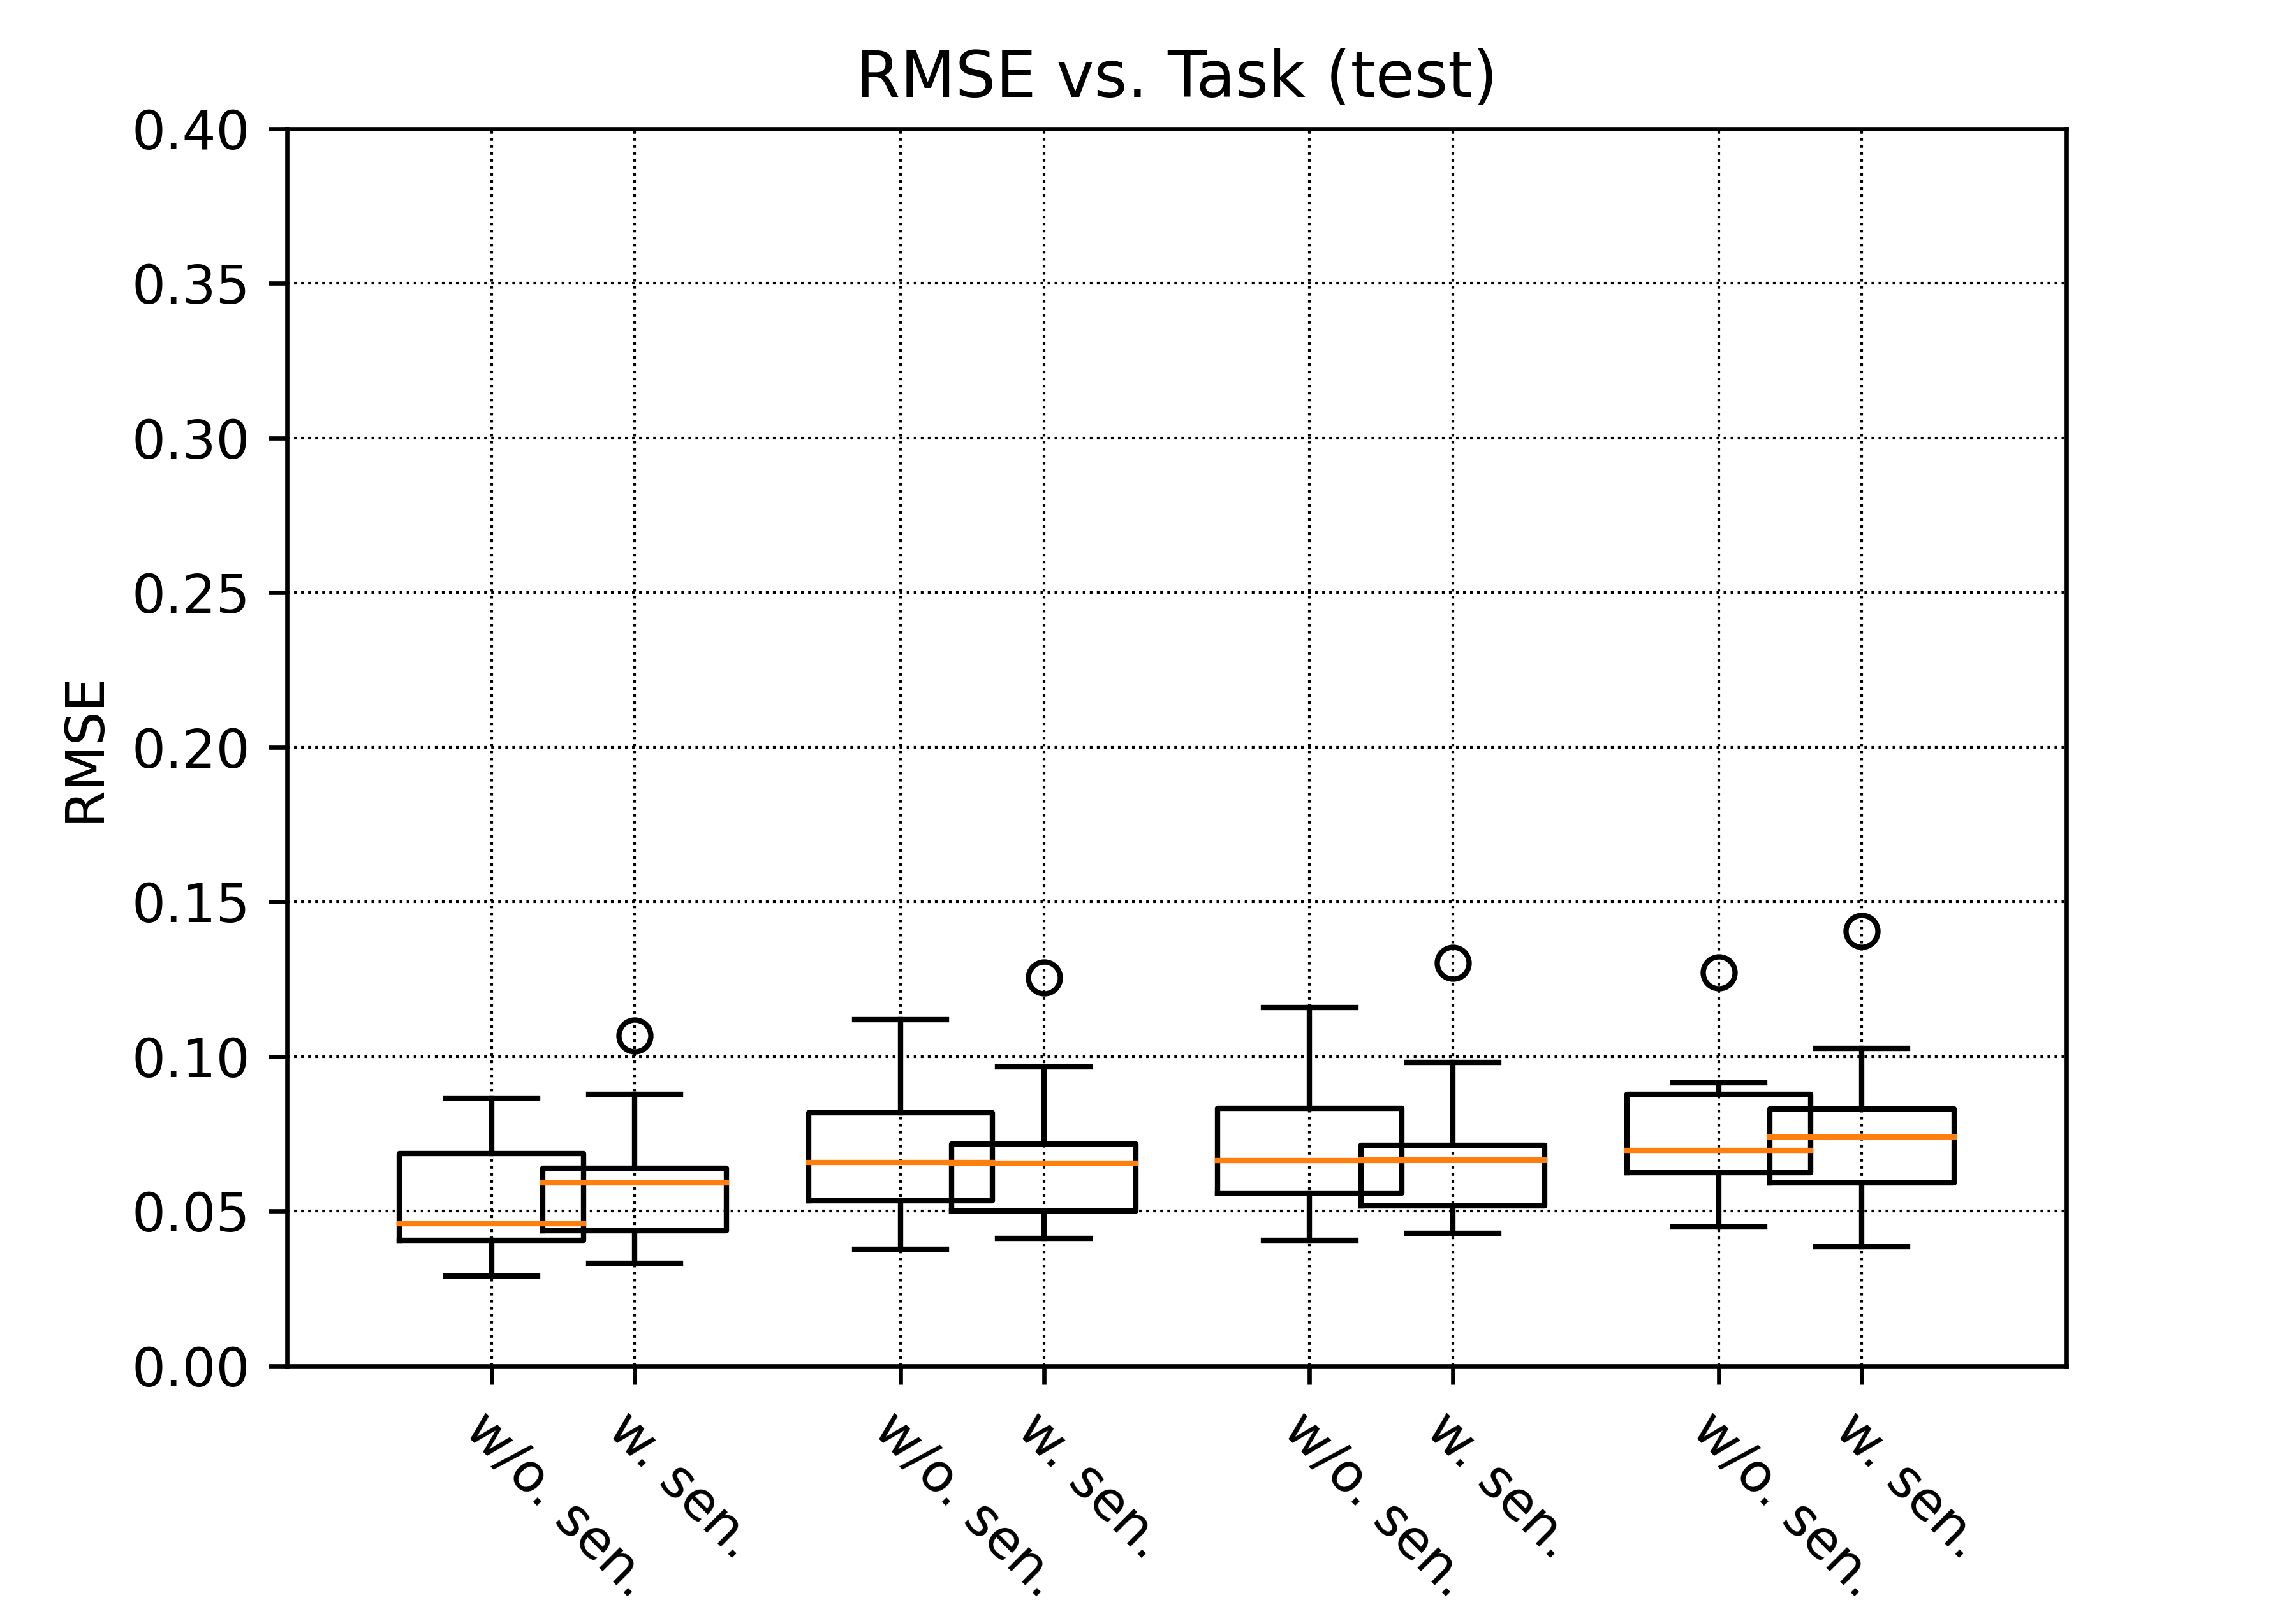 RMSE vs. Task (test)
0.40
0.35
0.30
0.25
0.20
0.15
0.10
0.05
0.00
RMSE
w/o. sen.
w. sen.
w/o. sen.
w. sen.
w/o. sen.
w. sen.
w/o. sen.
w. sen.